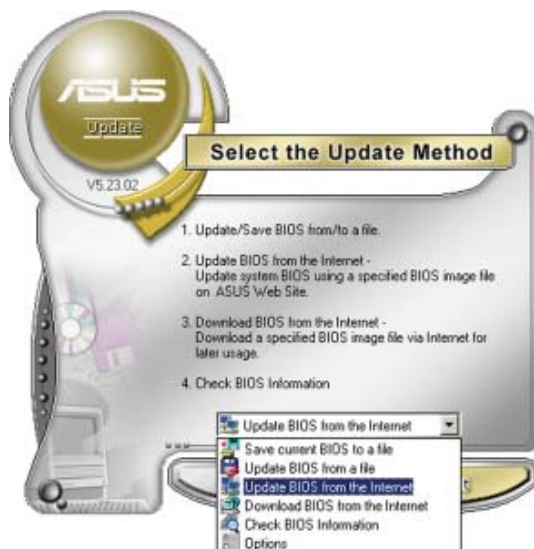 ASUS
Update
V5.23.02
Select the Update Method
1. Update/Save BIOS from/to a file.
2. Update BIOS from the Internet -
Update system BIOS using a specified BIOS image file
on ASUS Web Site.
3. Download BIOS from the Internet -
Download a specified BIOS image file via Internet for
later usage.
4. Check BIOS Information
Update BIOS from the Internet
Save current BIOS to a file
Update BIOS from a file
Update BIOS from the Internet
Download BIOS from the Internet
Check BIOS Information
Options